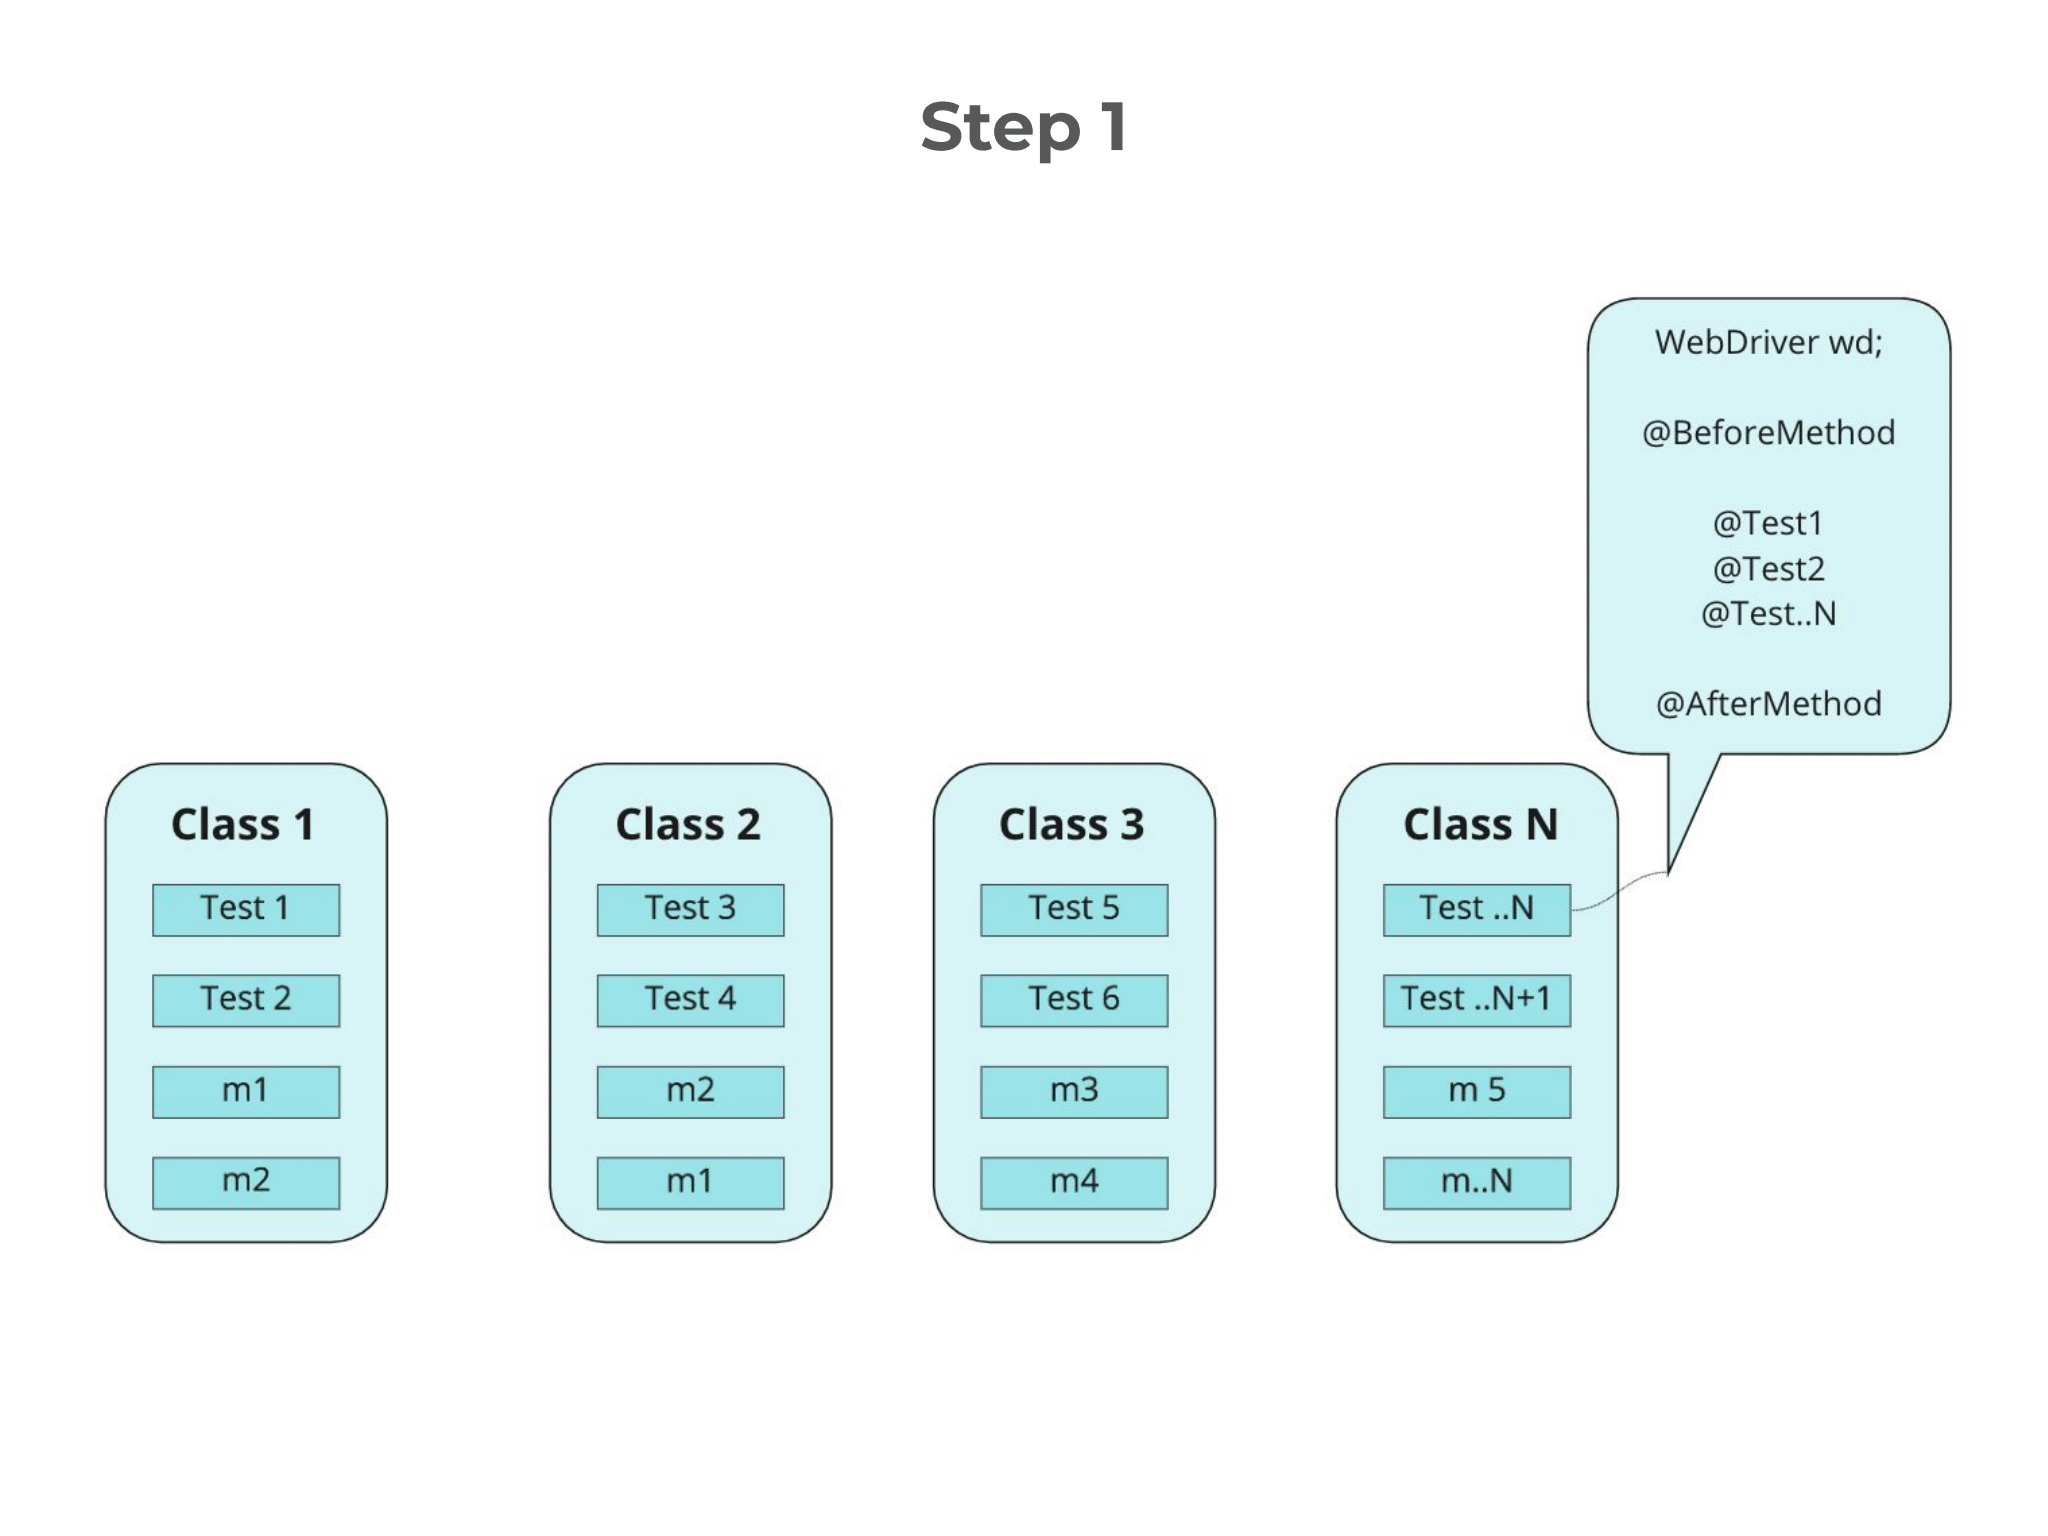 Step 1
WebDriver wd;
@BeforeMethod
@Test1
@Test2
@Test..N
@AfterMethod
Class 1
Test 1
Test 2
m1
m2
Class 2
Test 3
Test 4
m2
m1
Class 3
Test 5
Test 6
m3
m4
Class N
Test ..N
Test ..N+1
m 5
m..N